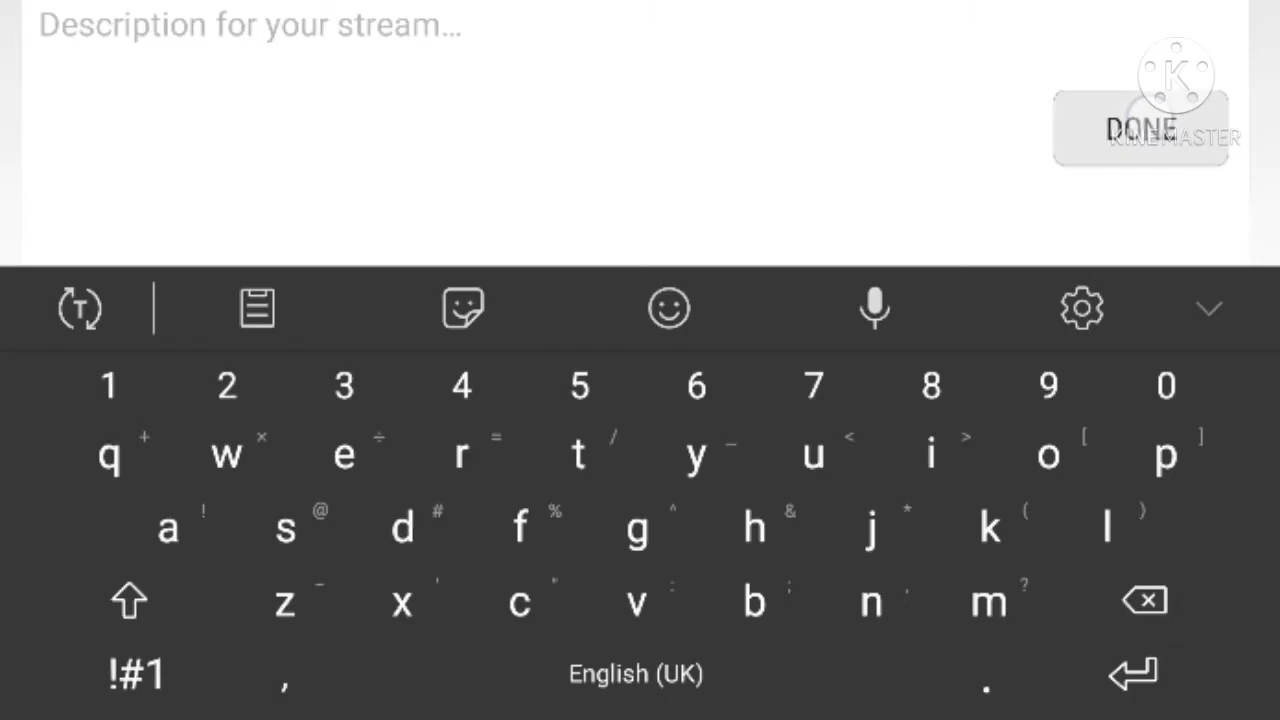 Description for your stream...
K
DONE
KINEMASTER
T
1 2 3 4 5 6 7 8 9 0
q + w × e ÷ r = t / y _ u < i > o [ p ]
a ! s @ d # f % g ^ h & j * k ( l )
z - x ' c " v : b ; n , m ?
!#1 , English (UK) .